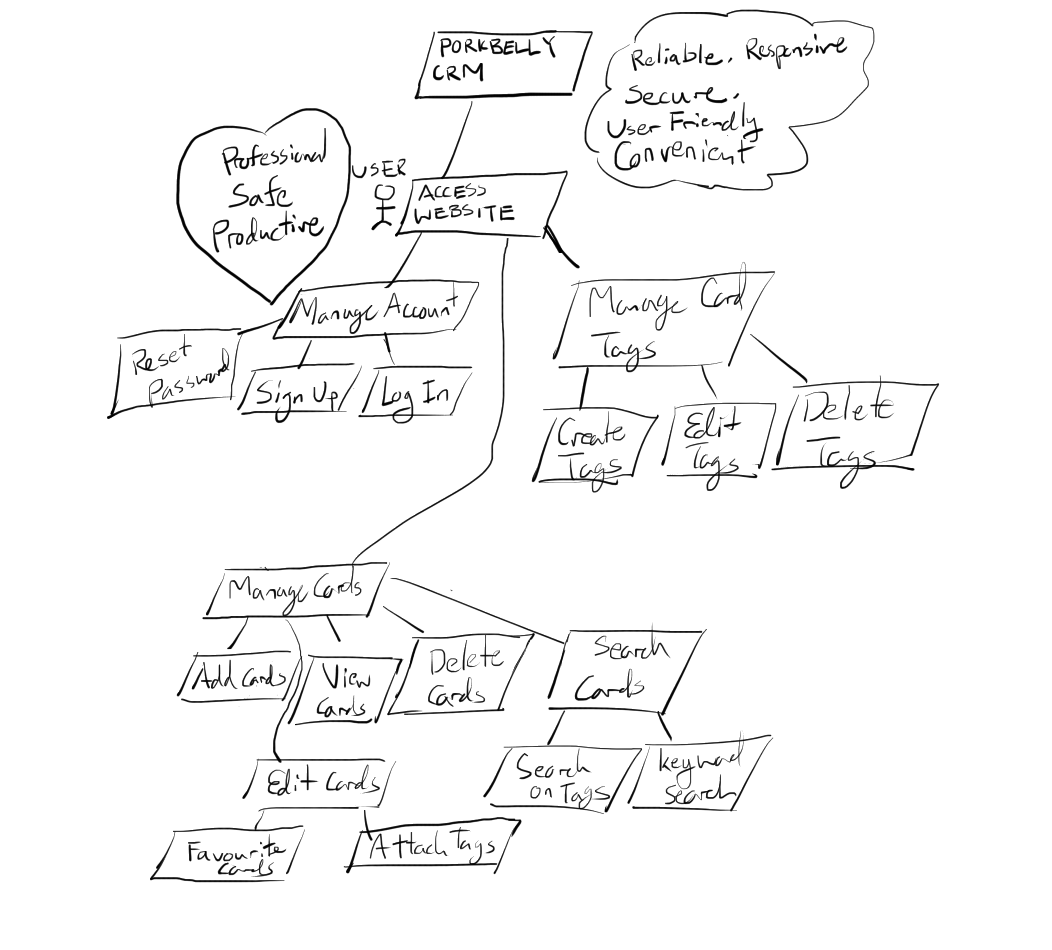 PORKBELLY
CRM
Reliable, Responsive
Secure,
User Friendly
Convenient
Professional
Safe
Productive
USER
ACCESS
WEBSITE
Manage Account
Reset
Password
Sign Up
Log In
Manage Card
Tags
Create
Tags
Edit
Tags
Delete
Tags
Manage Cards
Add Cards
View
Cards
Delete
Cards
Search
Cards
Edit Cards
Search
on Tags
keyword
search
Favourite
Cards
Attach Tags